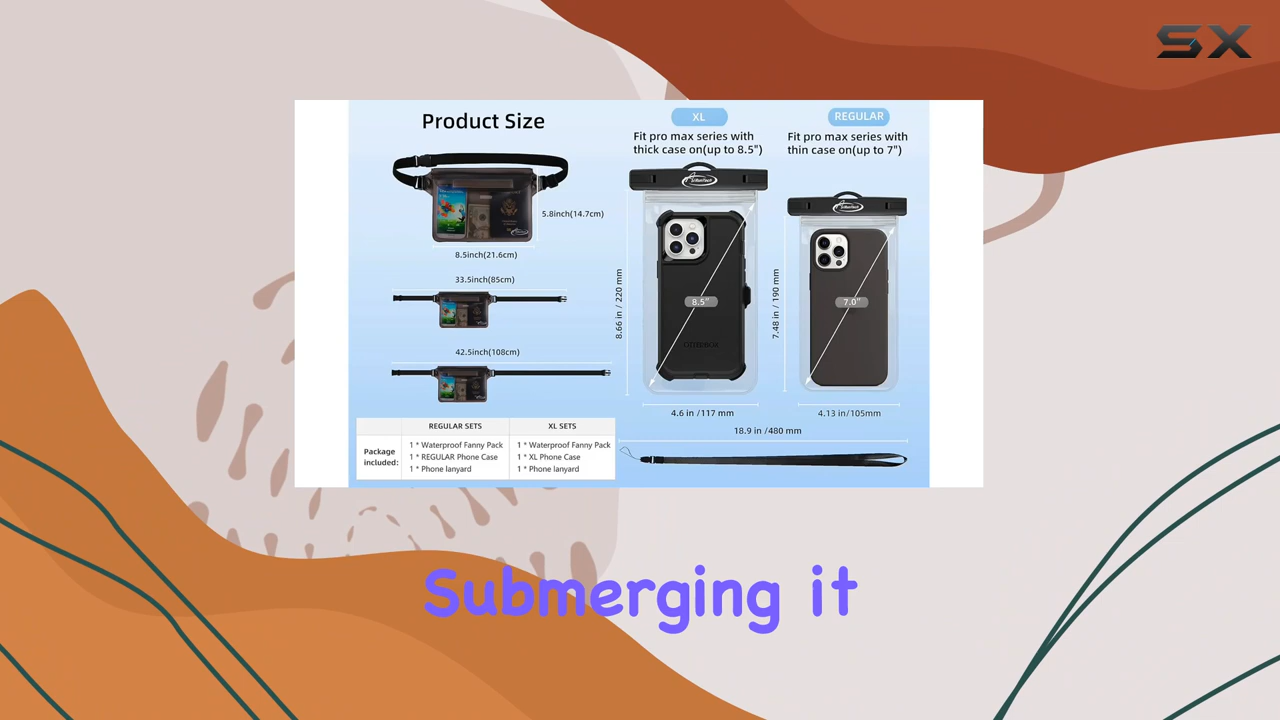 SX
Product Size
XL
REGULAR
Fit pro max series with
thick case on(up to 8.5")
Fit pro max series with
thin case on(up to 7")
5.8inch(14.7cm)
8.5inch(21.6cm)
33.5inch(85cm)
42.5inch(108cm)
8.66 in / 220 mm
8.5"
7.48 in / 190 mm
7.0"
4.6 in /117 mm
4.13 in/105mm
18.9 in /480 mm
REGULAR SETS
XL SETS
Package
included:
1 * Waterproof Fanny Pack
1 * REGULAR Phone Case
1 * Phone lanyard
1 * Waterproof Fanny Pack
1 * XL Phone Case
1 * Phone lanyard
Submerging it